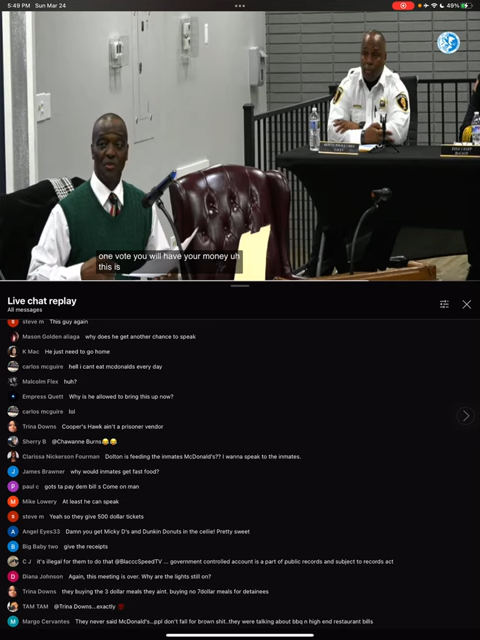 5:49 PM Sun Mar 24
49%
one vote you will have your money uh
this is
Live chat replay
All messages
steve m This guy again
Mason Golden aliaga why does he get another chance to speak
K Mac He just need to go home
carlos mcguire hell i cant eat mcdonalds every day
Malcolm Flex huh?
Empress Quett Why is he allowed to bring this up now?
carlos mcguire lol
Trina Downs Cooper's Hawk ain't a prisoner vendor
Sherry B @Chawanne Burns😂😂
Clarissa Nickerson Fourman Dolton is feeding the inmates McDonald's?? I wanna speak to the inmates.
J James Brawner why would inmates get fast food?
P paul c gots ta pay dem bill s Come on man
M Mike Lowery At least he can speak
steve m Yeah so they give 500 dollar tickets
A Angel Eyes33 Damn you get Micky D's and Dunkin Donuts in the cellie! Pretty sweet
B Big Baby two give the receipts
C J it's illegal for them to do that @BlacccSpeedTV ... government controlled account is a part of public records and subject to records act
D Diana Johnson Again, this meeting is over. Why are the lights still on?
Trina Downs they buying the 3 dollar meals they aint. buying no 7dollar meals for detainees
TAM TAM @Trina Downs...exactly
M Margo Cervantes They never said McDonald's...ppl don't fall for brown shit..they were talking about bbq n high end restaurant bills